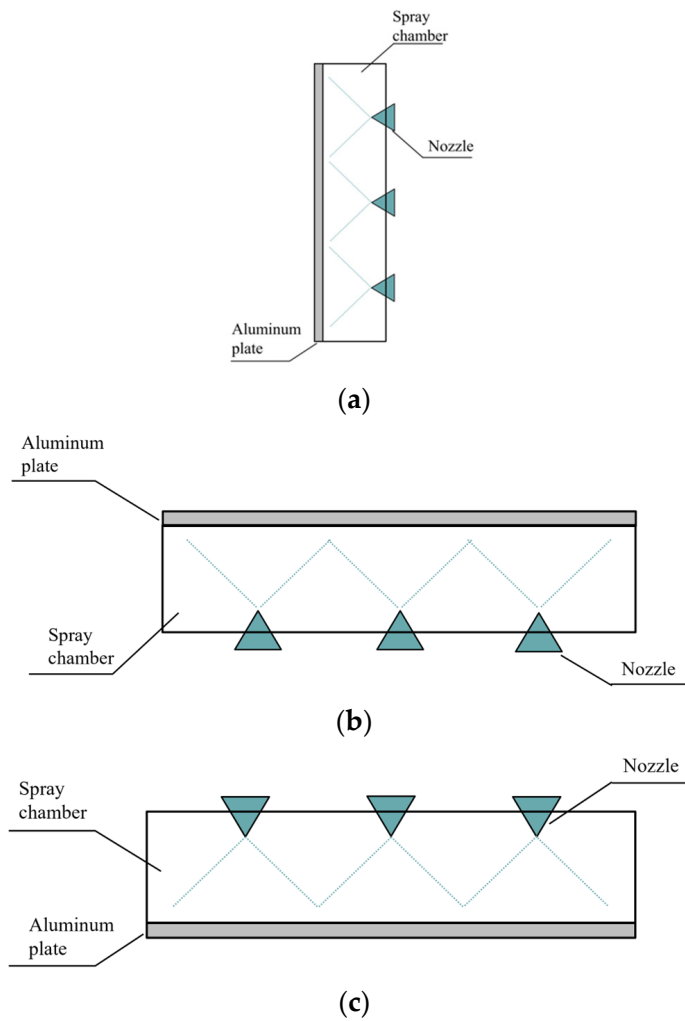 Spray
chamber
Nozzle
Aluminum
plate
(a)
Aluminum
plate
Spray
chamber
Nozzle
(b)
Nozzle
Spray
chamber
Aluminum
plate
(c)